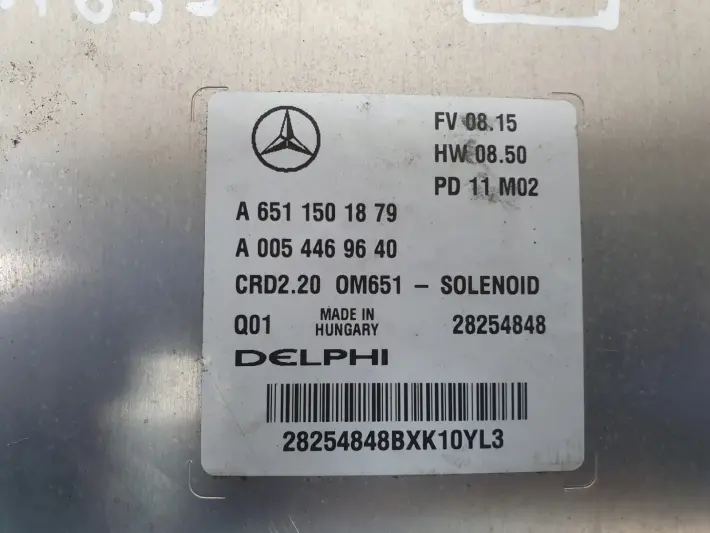 FV 08.15
HW 08.50
PD 11 M02
A 651 150 18 79
A 005 446 96 40
CRD2.20 OM651 – SOLENOID
Q01 MADE IN HUNGARY 28254848
DELPHI
28254848BXK10YL3